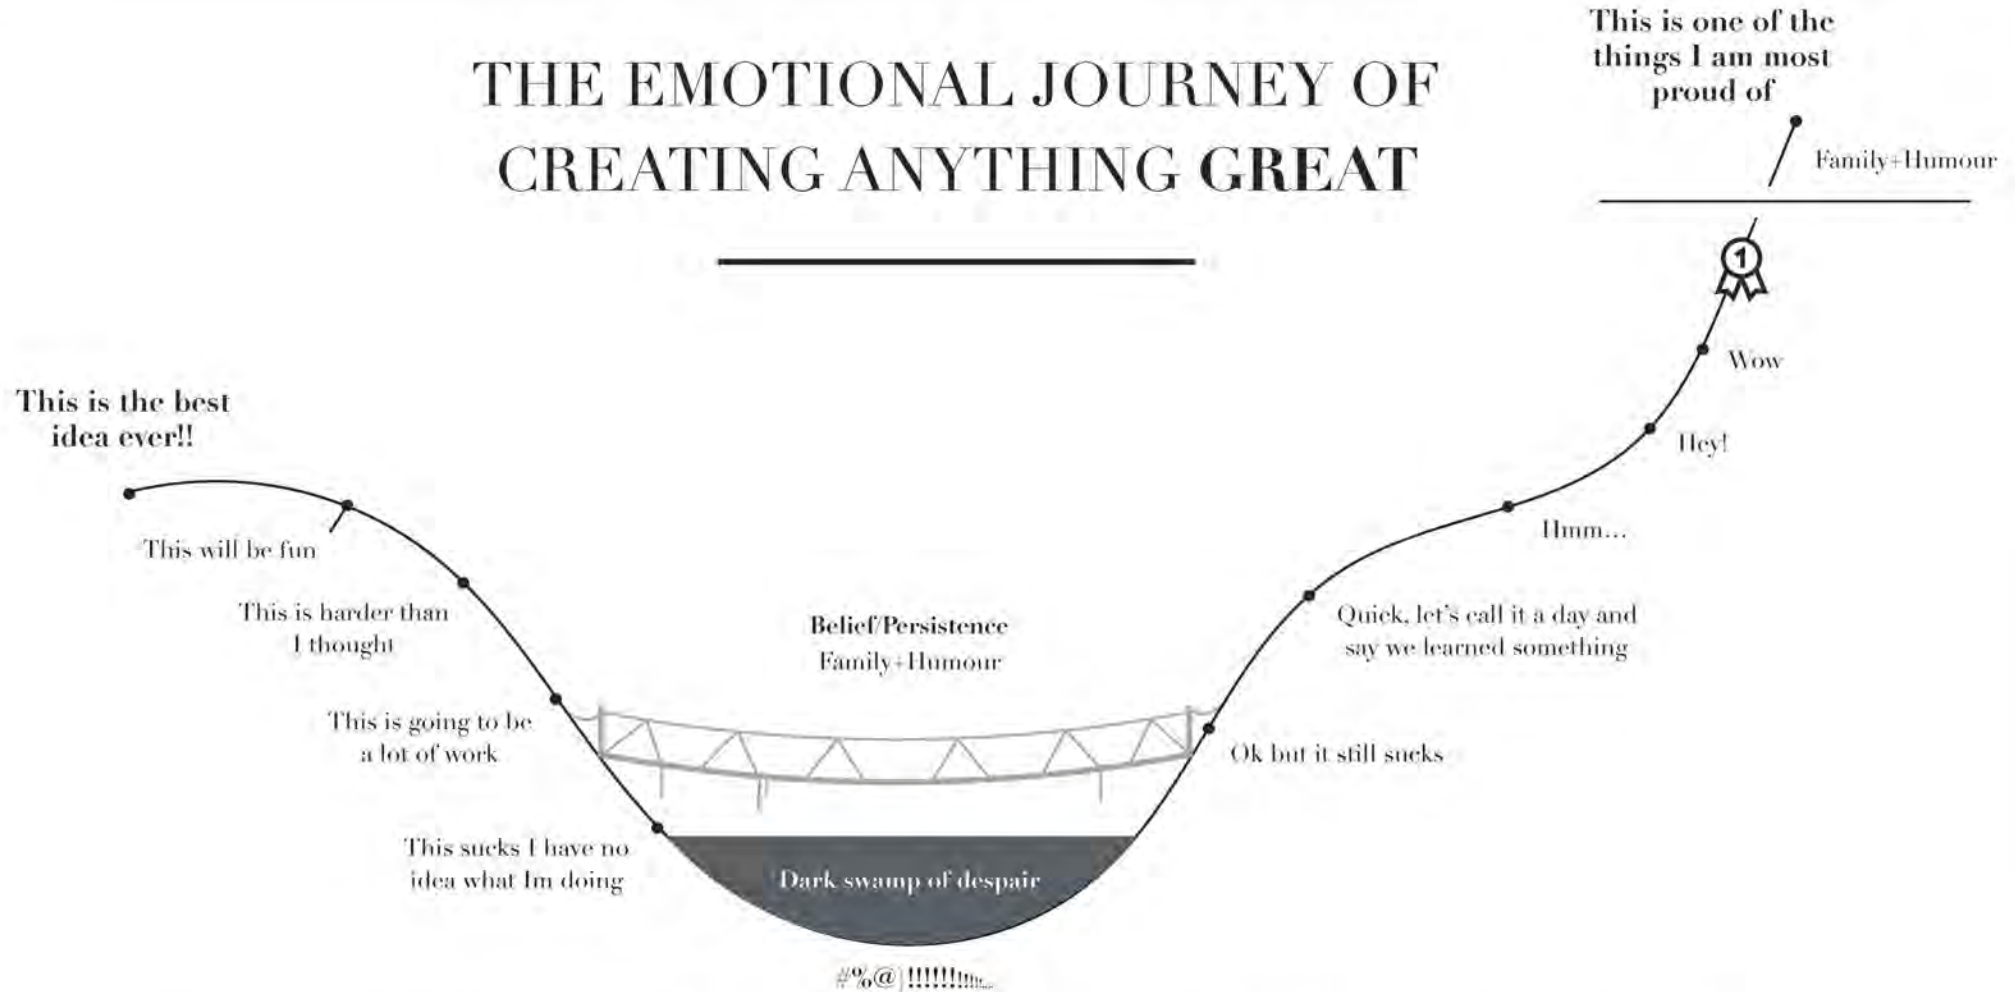 THE EMOTIONAL JOURNEY OF
CREATING ANYTHING GREAT
This is the best
idea ever!!
This will be fun
This is harder than
I thought
This is going to be
a lot of work
This sucks I have no
idea what Im doing
Belief/Persistence
Family+Humour
Dark swamp of despair
#%@)!!!!!!!!!!!...
Ok but it still sucks
Quick, let's call it a day and
say we learned something
Hmm...
Hey!
Wow
1
Family+Humour
This is one of the
things I am most
proud of